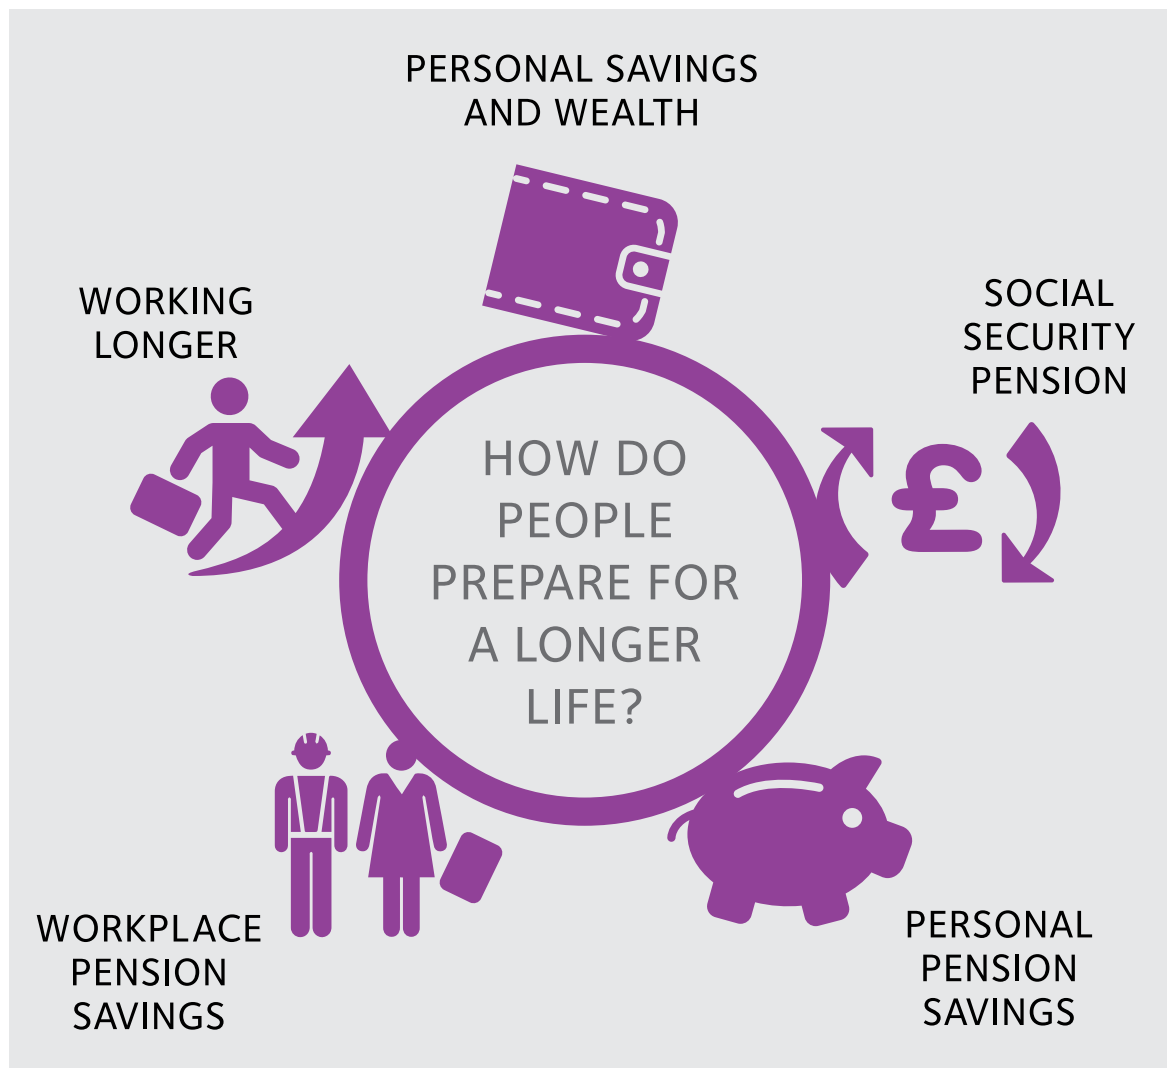 PERSONAL SAVINGS
AND WEALTH
WORKING
LONGER
SOCIAL
SECURITY
PENSION
£
HOW DO
PEOPLE
PREPARE FOR
A LONGER
LIFE?
WORKPLACE
PENSION
SAVINGS
PERSONAL
PENSION
SAVINGS